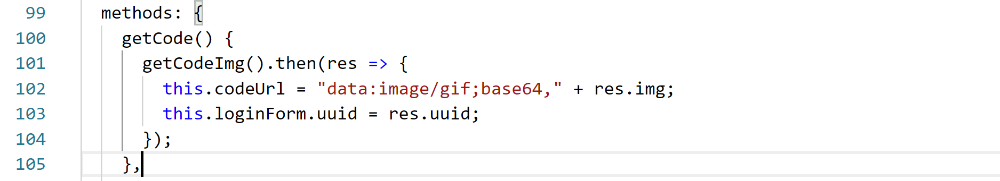 99 methods: {
100 getCode() {
101 getCodeImg().then(res => {
102 this.codeUrl = "data:image/gif;base64," + res.img;
103 this.loginForm.uuid = res.uuid;
104 });
105 },